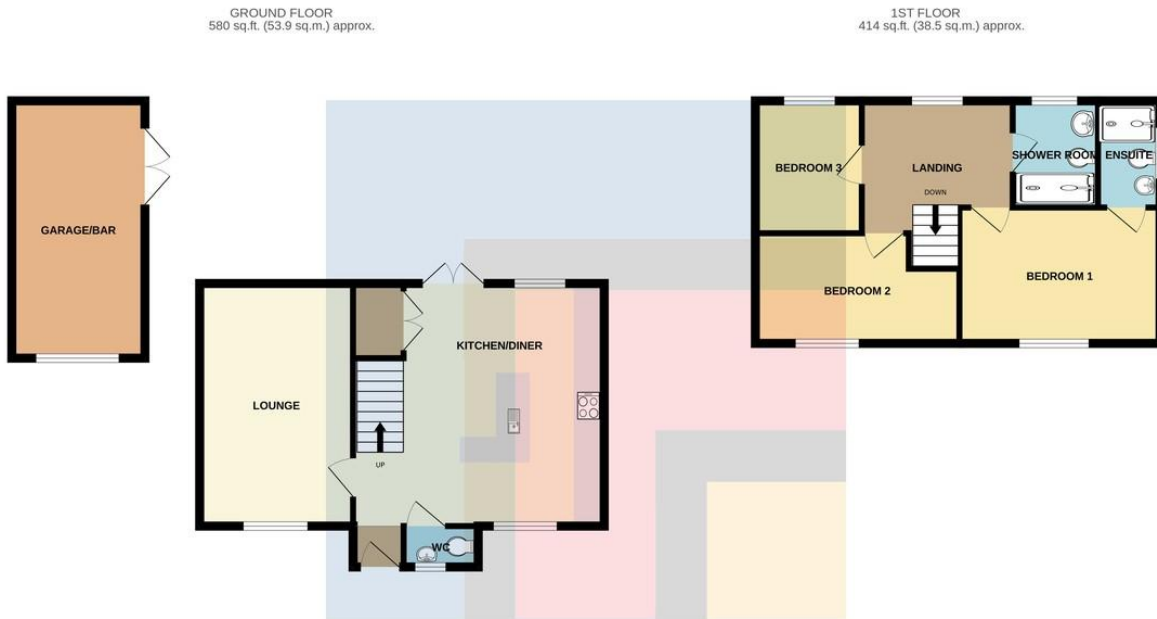 GROUND FLOOR
580 sq.ft. (53.9 sq.m.) approx.
1ST FLOOR
414 sq.ft. (38.5 sq.m.) approx.
GARAGE/BAR
LOUNGE
KITCHEN/DINER
UP
WC
BEDROOM 3
LANDING
DOWN
SHOWER ROOM
ENSUITE
BEDROOM 2
BEDROOM 1